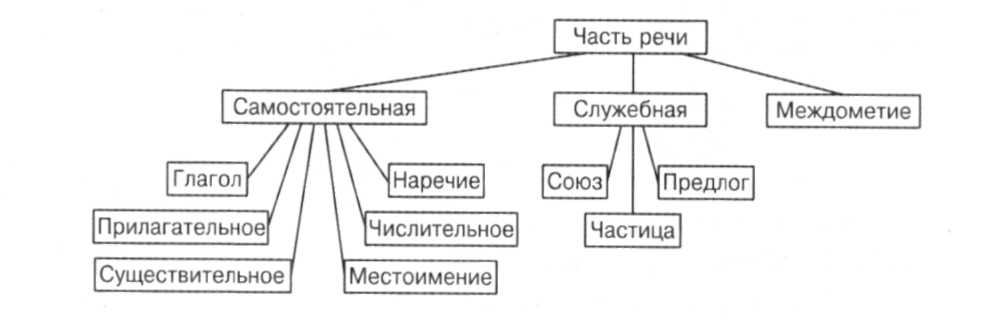 Часть речи
Самостоятельная
Служебная
Междометие
Глагол
Наречие
Союз
Предлог
Прилагательное
Числительное
Частица
Существительное
Местоимение